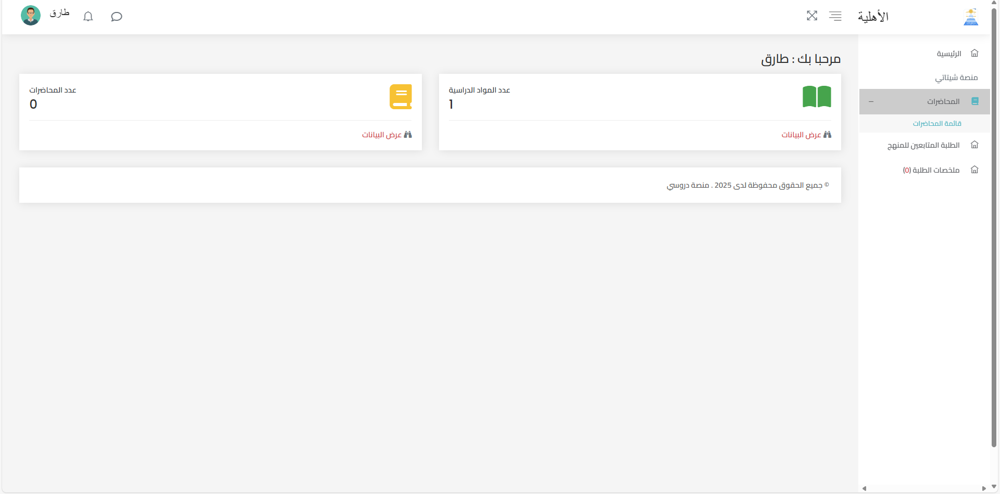 الأهلية
طارق
الرئيسية
منصة شيتاتي
المحاضرات
قائمة المحاضرات
الطلبة المتابعين للمنهج
ملخصات الطلبة (0)
مرحبا بك : طارق
عدد المواد الدراسية
1
عرض البيانات
عدد المحاضرات
0
عرض البيانات
© جميع الحقوق محفوظة لدى 2025 . منصة دروسي